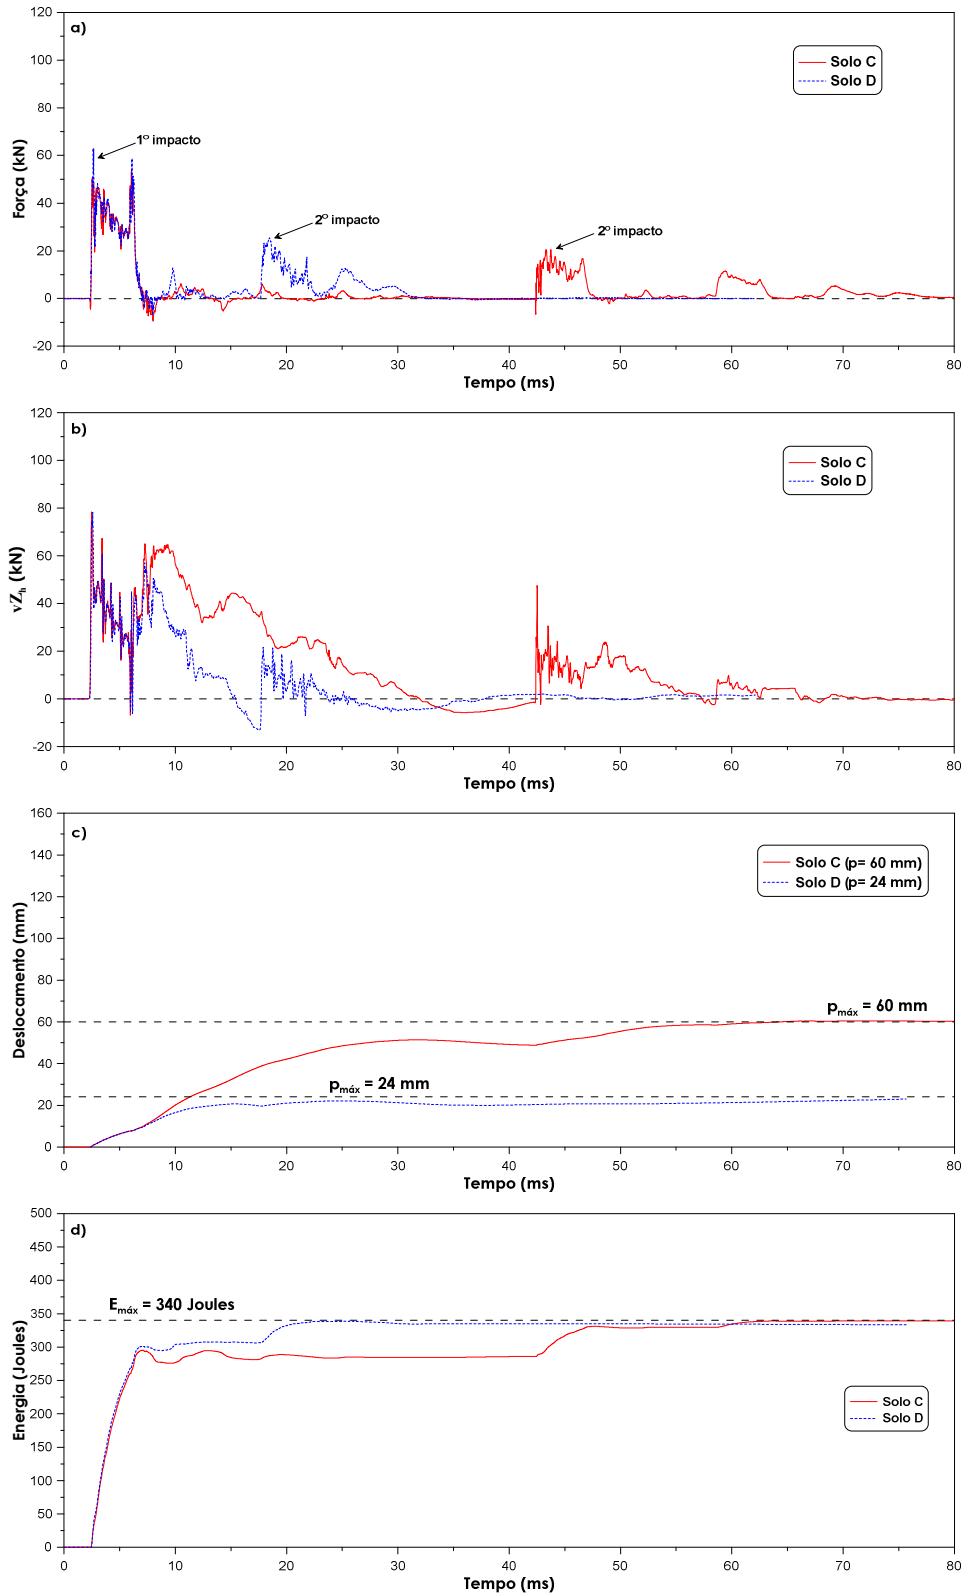 a)
120
100
80
60
40
20
0
-20
Força (kN)
Solo C
Solo D
1º impacto
2º impacto
2º impacto
0 10 20 30 40 50 60 70 80
Tempo (ms)
b)
120
100
80
60
40
20
0
-20
vZh (kN)
Solo C
Solo D
0 10 20 30 40 50 60 70 80
Tempo (ms)
c)
160
140
120
100
80
60
40
20
0
Deslocamento (mm)
Solo C (p= 60 mm)
Solo D (p= 24 mm)
pmáx = 60 mm
pmáx = 24 mm
0 10 20 30 40 50 60 70 80
Tempo (ms)
d)
500
450
400
350
300
250
200
150
100
50
0
Energia (Joules)
Emáx = 340 Joules
Solo C
Solo D
0 10 20 30 40 50 60 70 80
Tempo (ms)